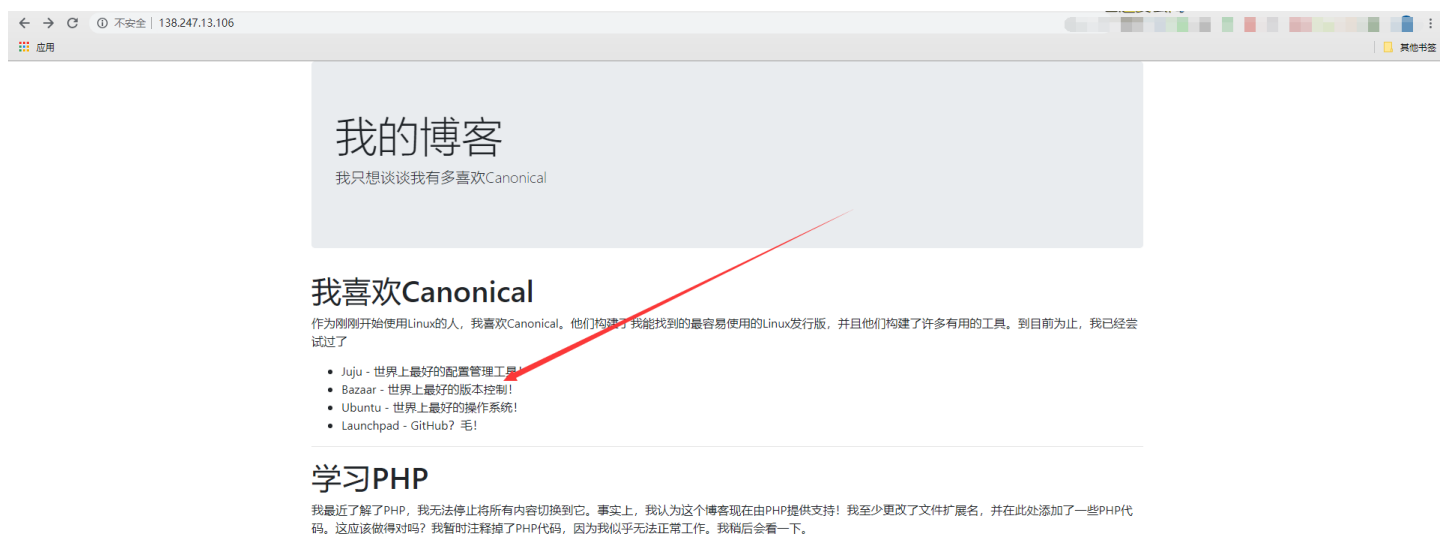 不安全 | 138.247.13.106
应用
其他书签
我的博客
我只想谈谈我有多喜欢Canonical
我喜欢Canonical
作为刚刚开始使用Linux的人，我喜欢Canonical。他们构建了我能找到的最容易使用的Linux发行版，并且他们构建了许多有用的工具。到目前为止，我已经尝
试过了
Juju - 世界上最好的配置管理工具！
Bazaar - 世界上最好的版本控制！
Ubuntu - 世界上最好的操作系统！
Launchpad - GitHub？毛！
学习PHP
我最近了解了PHP，我无法停止将所有内容切换到它。事实上，我认为这个博客现在由PHP提供支持！我至少更改了文件扩展名，并在此处添加了一些PHP代
码。这应该做得对吗？我暂时注释掉了PHP代码，因为我似乎无法正常工作。我稍后会看一下。